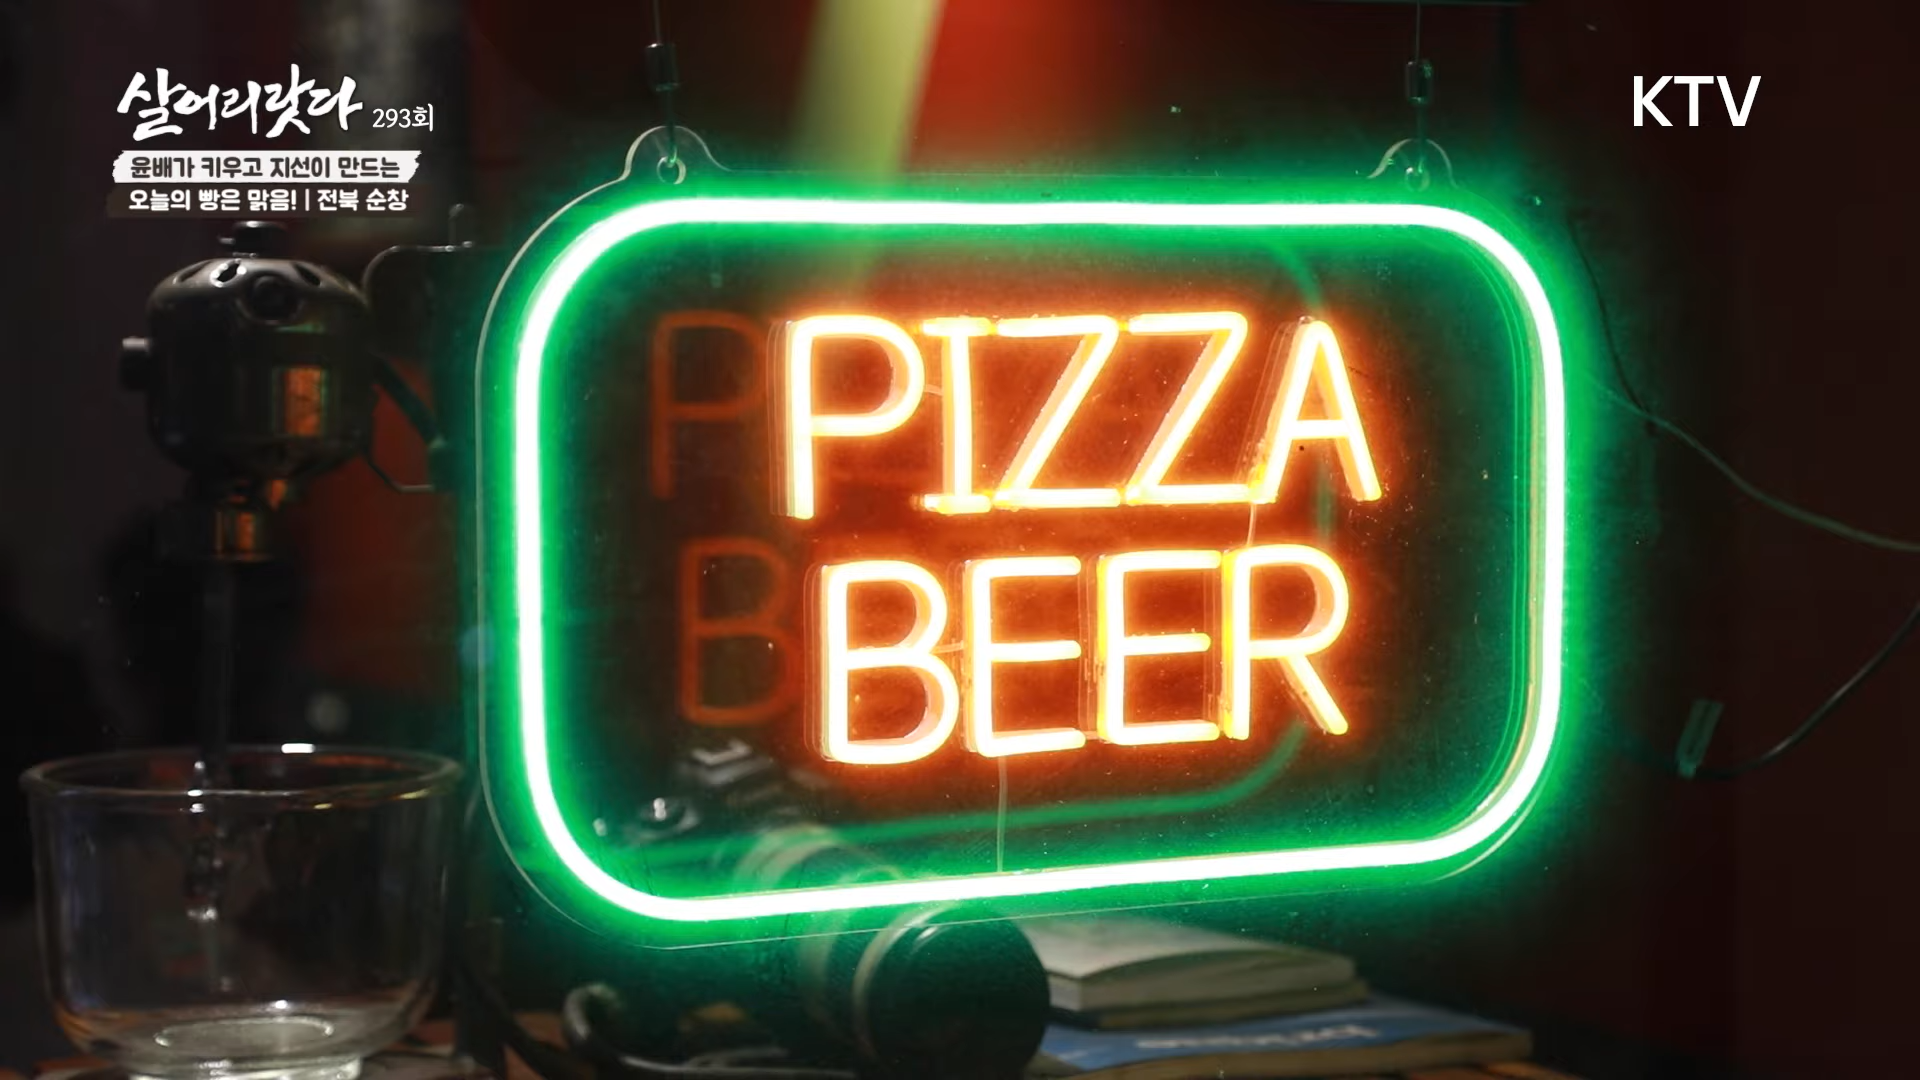 살어리랏다 293회
윤배가 키우고 지선이 만드는
오늘의 빵은 맑음! | 전북 순창
KTV
PIZZA
BEER